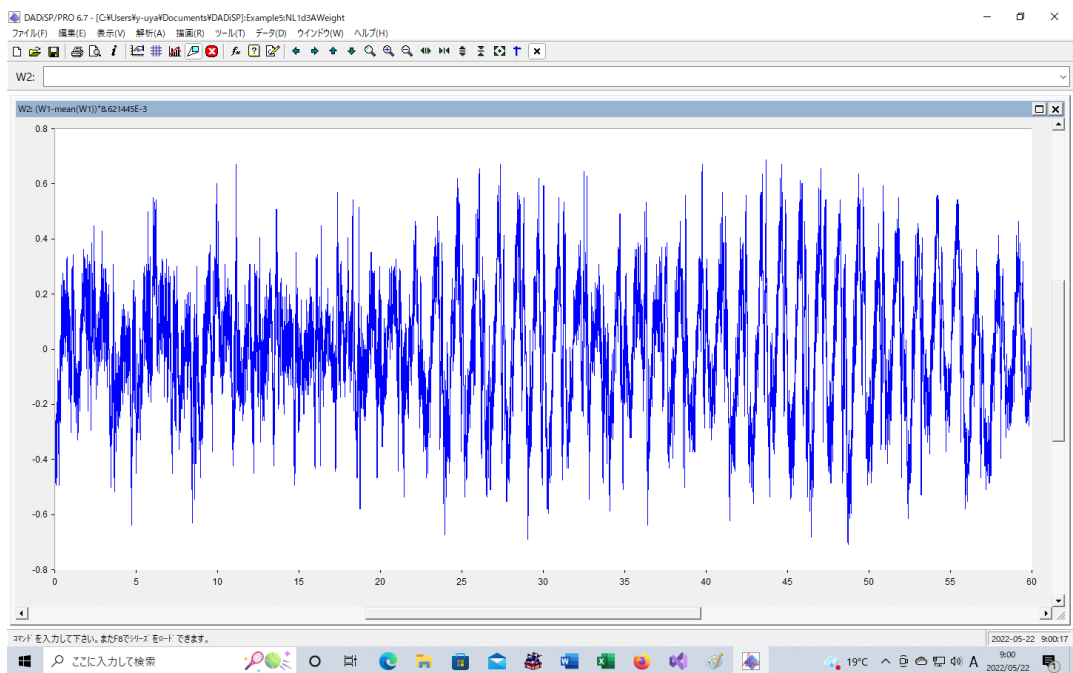 DADiSP/PRO 6.7 - [C:¥Users¥y-uya¥Documents¥DADiSP]:Example5:NL1d3AWeight
ファイル(F) 編集(E) 表示(V) 解析(A) 描画(R) ツール(T) データ(D) ウインドウ(W) ヘルプ(H)
W2:
W2: (W1-mean(W1))*8.621445E-3
0.8
0.6
0.4
0.2
0
-0.2
-0.4
-0.6
-0.8
0 5 10 15 20 25 30 35 40 45 50 55 60
コマンドを入力して下さい。またF8でシリーズをロードできます。
2022-05-22 9:00:17
ここに入力して検索
19°C A 9:00
2022/05/22